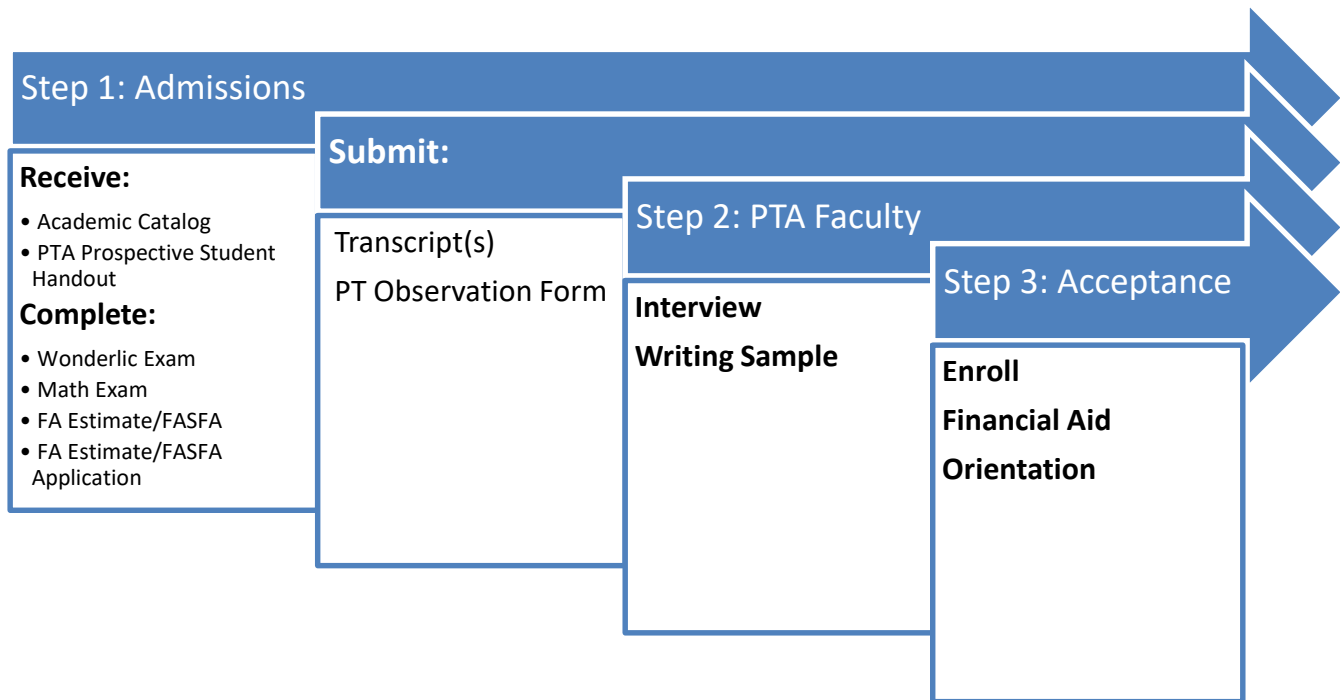 Step 1: Admissions
Receive:
• Academic Catalog
• PTA Prospective Student
Handout
Complete:
• Wonderlic Exam
• Math Exam
• FA Estimate/FASFA
• FA Estimate/FASFA
Application
Submit:
Transcript(s)
PT Observation Form
Step 2: PTA Faculty
Interview
Writing Sample
Step 3: Acceptance
Enroll
Financial Aid
Orientation